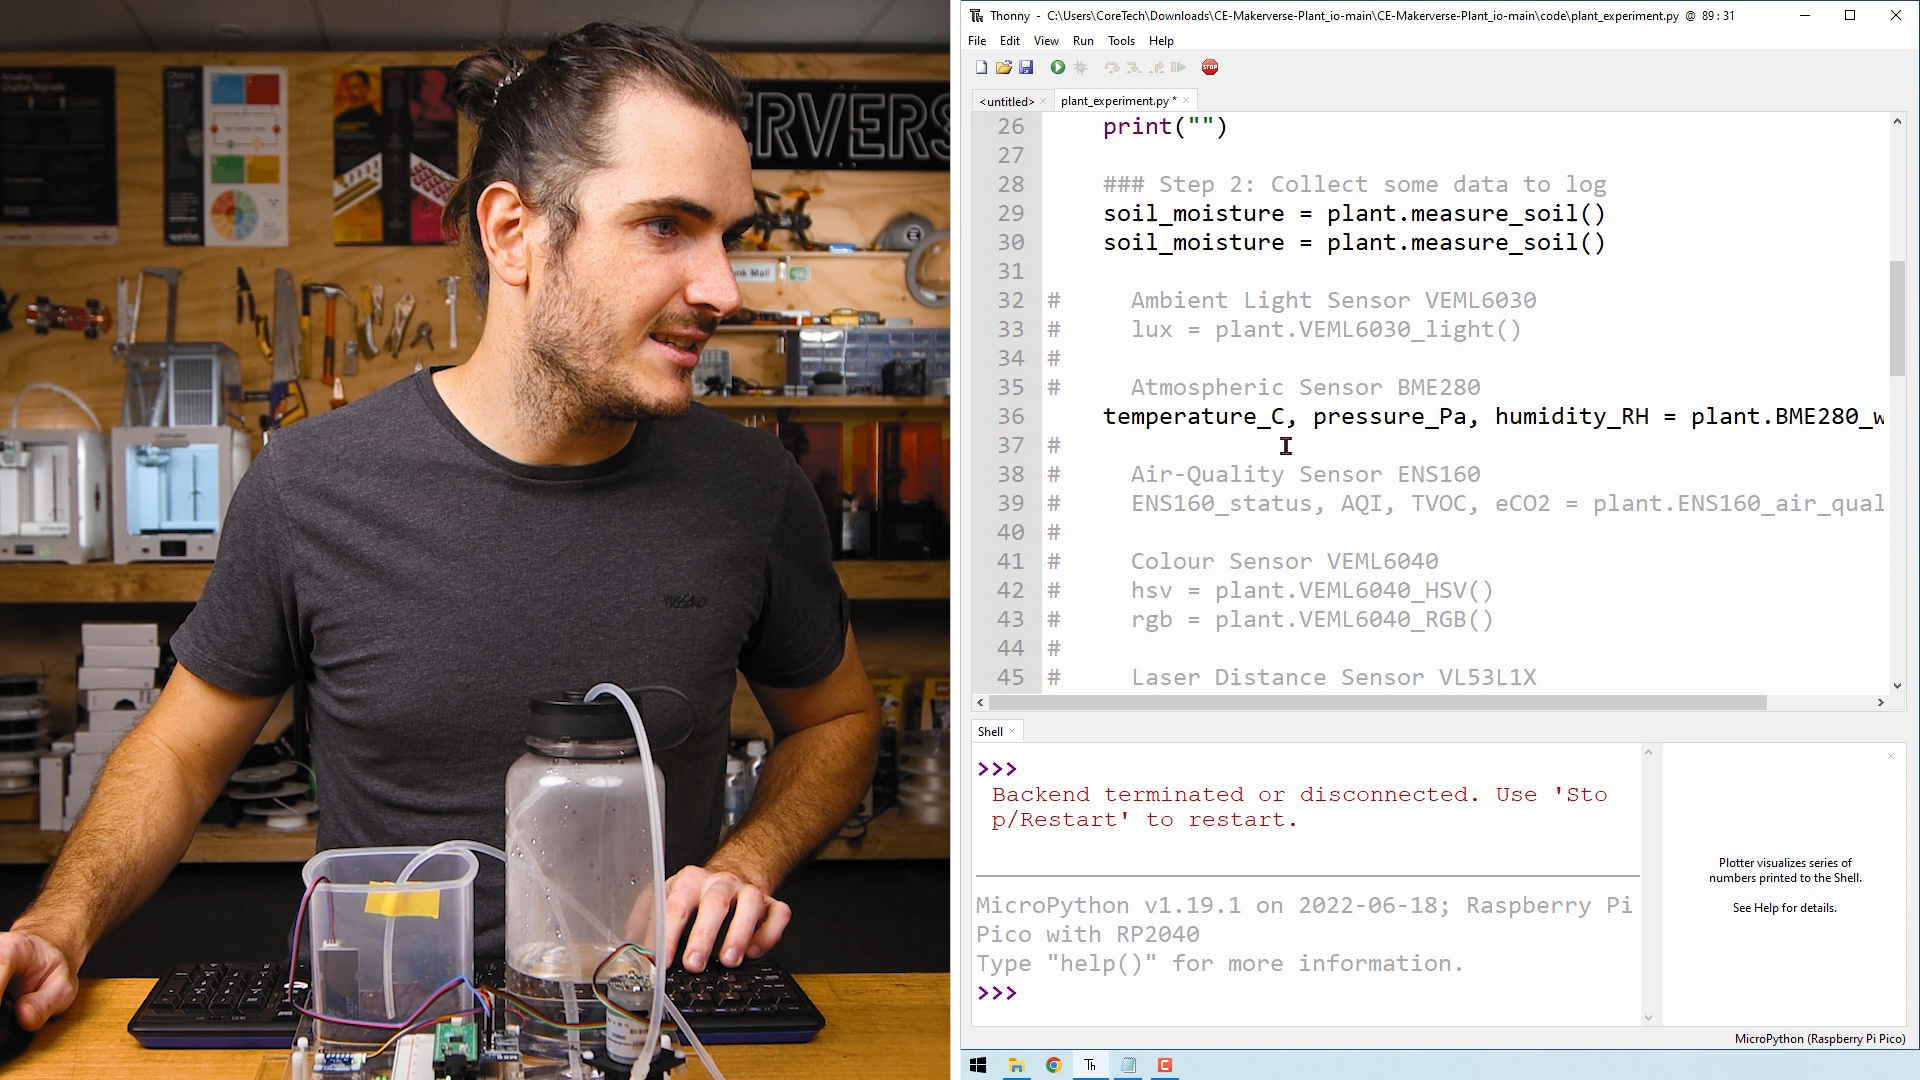 Thonny - C:\Users\CoreTech\Downloads\CE-Makerverse-Plant_io-main\CE-Makerverse-Plant_io-main\code\plant_experiment.py @ 89 : 31
File Edit View Run Tools Help
STOP
<untitled> × plant_experiment.py * ×
26 print("")
27
28 ### Step 2: Collect some data to log
29 soil_moisture = plant.measure_soil()
30 soil_moisture = plant.measure_soil()
31
32 # Ambient Light Sensor VEML6030
33 # lux = plant.VEML6030_light()
34 #
35 # Atmospheric Sensor BME280
36 temperature_C, pressure_Pa, humidity_RH = plant.BME280_w
37 #
38 # Air-Quality Sensor ENS160
39 # ENS160_status, AQI, TVOC, eCO2 = plant.ENS160_air_qual
40 #
41 # Colour Sensor VEML6040
42 # hsv = plant.VEML6040_HSV()
43 # rgb = plant.VEML6040_RGB()
44 #
45 # Laser Distance Sensor VL53L1X
Shell ×
>>>
Backend terminated or disconnected. Use 'Sto
p/Restart' to restart.
MicroPython v1.19.1 on 2022-06-18; Raspberry Pi
Pico with RP2040
Type "help()" for more information.
>>>
Plotter visualizes series of
numbers printed to the Shell.
See Help for details.
MicroPython (Raspberry Pi Pico)
Th
ERVERS
Digital Signals
nk Mail